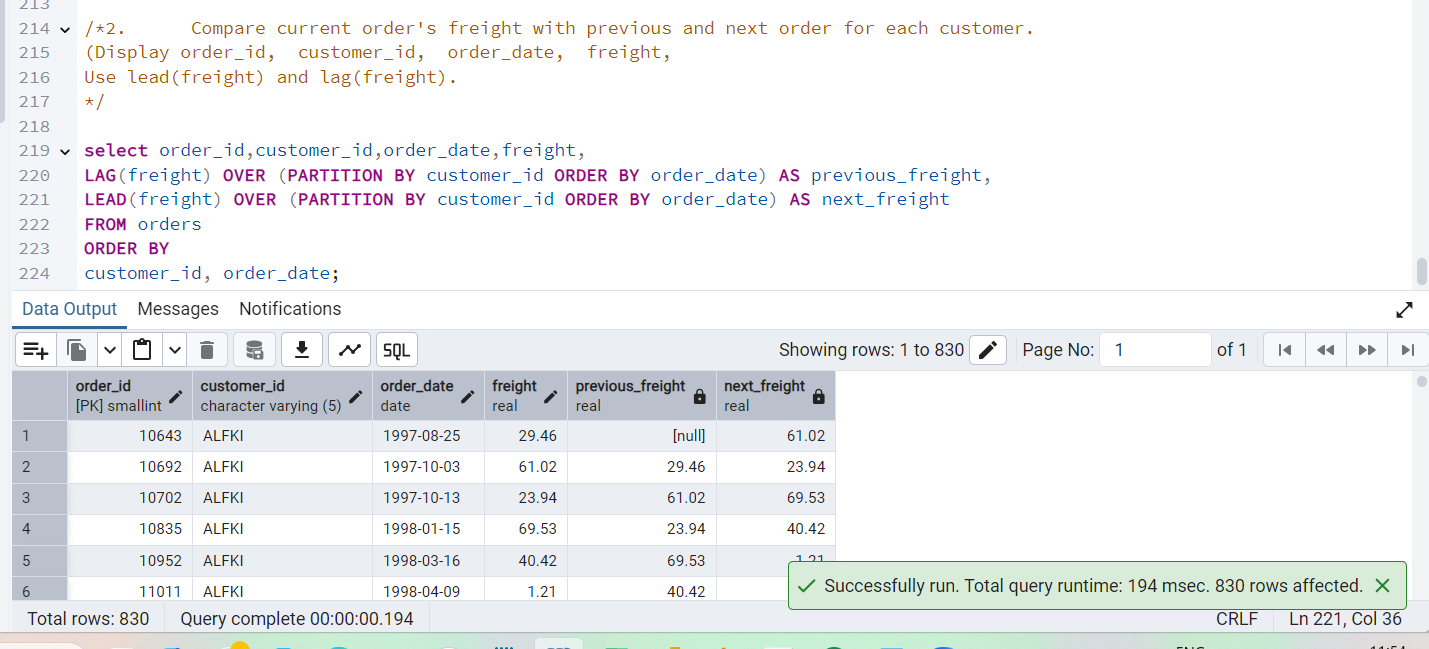 213
214 /*2. Compare current order's freight with previous and next order for each customer.
215 (Display order_id, customer_id, order_date, freight,
216 Use lead(freight) and lag(freight).
217 */
218
219 select order_id,customer_id,order_date,freight,
220 LAG(freight) OVER (PARTITION BY customer_id ORDER BY order_date) AS previous_freight,
221 LEAD(freight) OVER (PARTITION BY customer_id ORDER BY order_date) AS next_freight
222 FROM orders
223 ORDER BY
224 customer_id, order_date;
Data Output Messages Notifications
SQL Showing rows: 1 to 830 Page No: 1 of 1
order_id customer_id order_date freight previous_freight next_freight
[PK] smallint character varying (5) date real real real
1 10643 ALFKI 1997-08-25 29.46 [null] 61.02
2 10692 ALFKI 1997-10-03 61.02 29.46 23.94
3 10702 ALFKI 1997-10-13 23.94 61.02 69.53
4 10835 ALFKI 1998-01-15 69.53 23.94 40.42
5 10952 ALFKI 1998-03-16 40.42 69.53 1.21
6 11011 ALFKI 1998-04-09 1.21 40.42
Successfully run. Total query runtime: 194 msec. 830 rows affected.
Total rows: 830 Query complete 00:00:00.194 CRLF Ln 221, Col 36